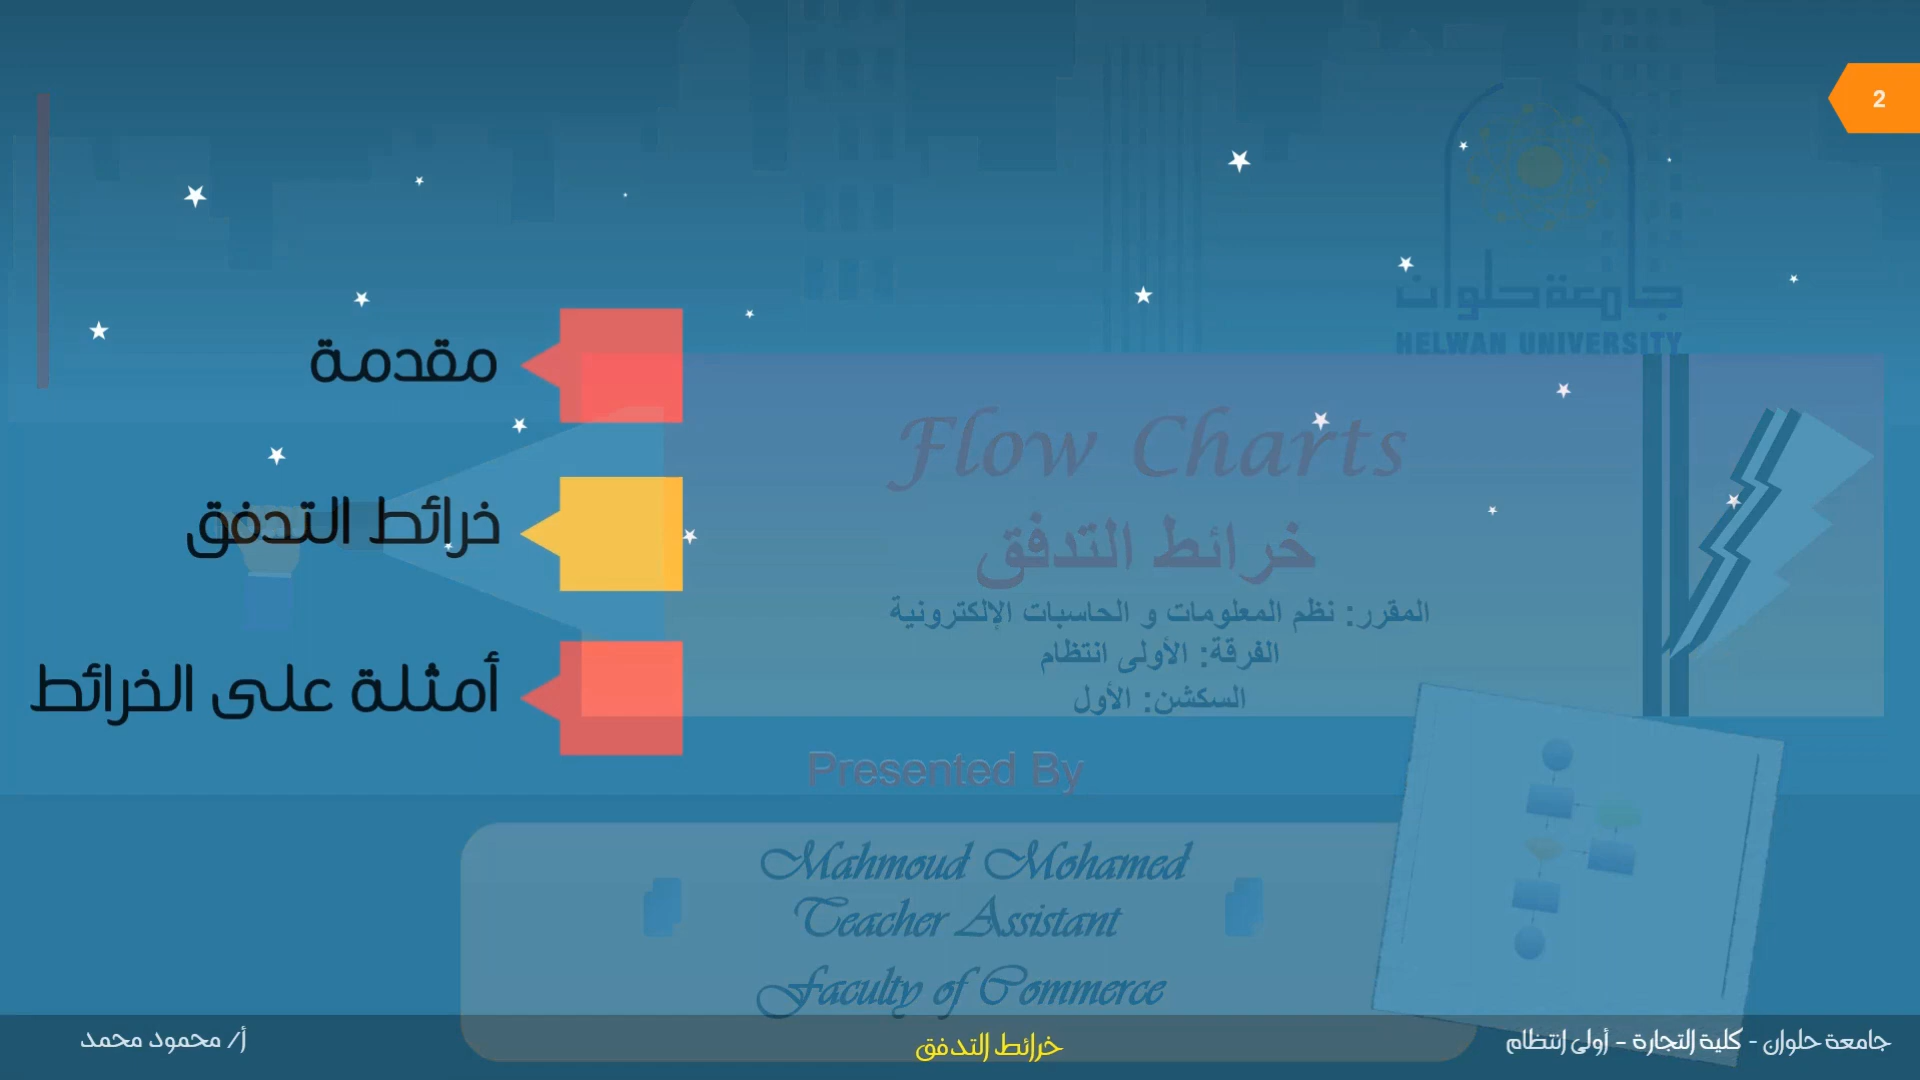 2
جامعة حلوان
HELWAN UNIVERSITY
مقدمة
خرائط التدفق
أمثلة على الخرائط
Flow Charts
خرائط التدفق
المقرر: نظم المعلومات و الحاسبات الإلكترونية
الفرقة: الأولى انتظام
السكشن: الأول
Presented By
Mahmoud Mohamed
Teacher Assistant
Faculty of Commerce
جامعة حلوان - كلية التجارة - أولى انتظام
خرائط التدفق
أ/ محمود محمد